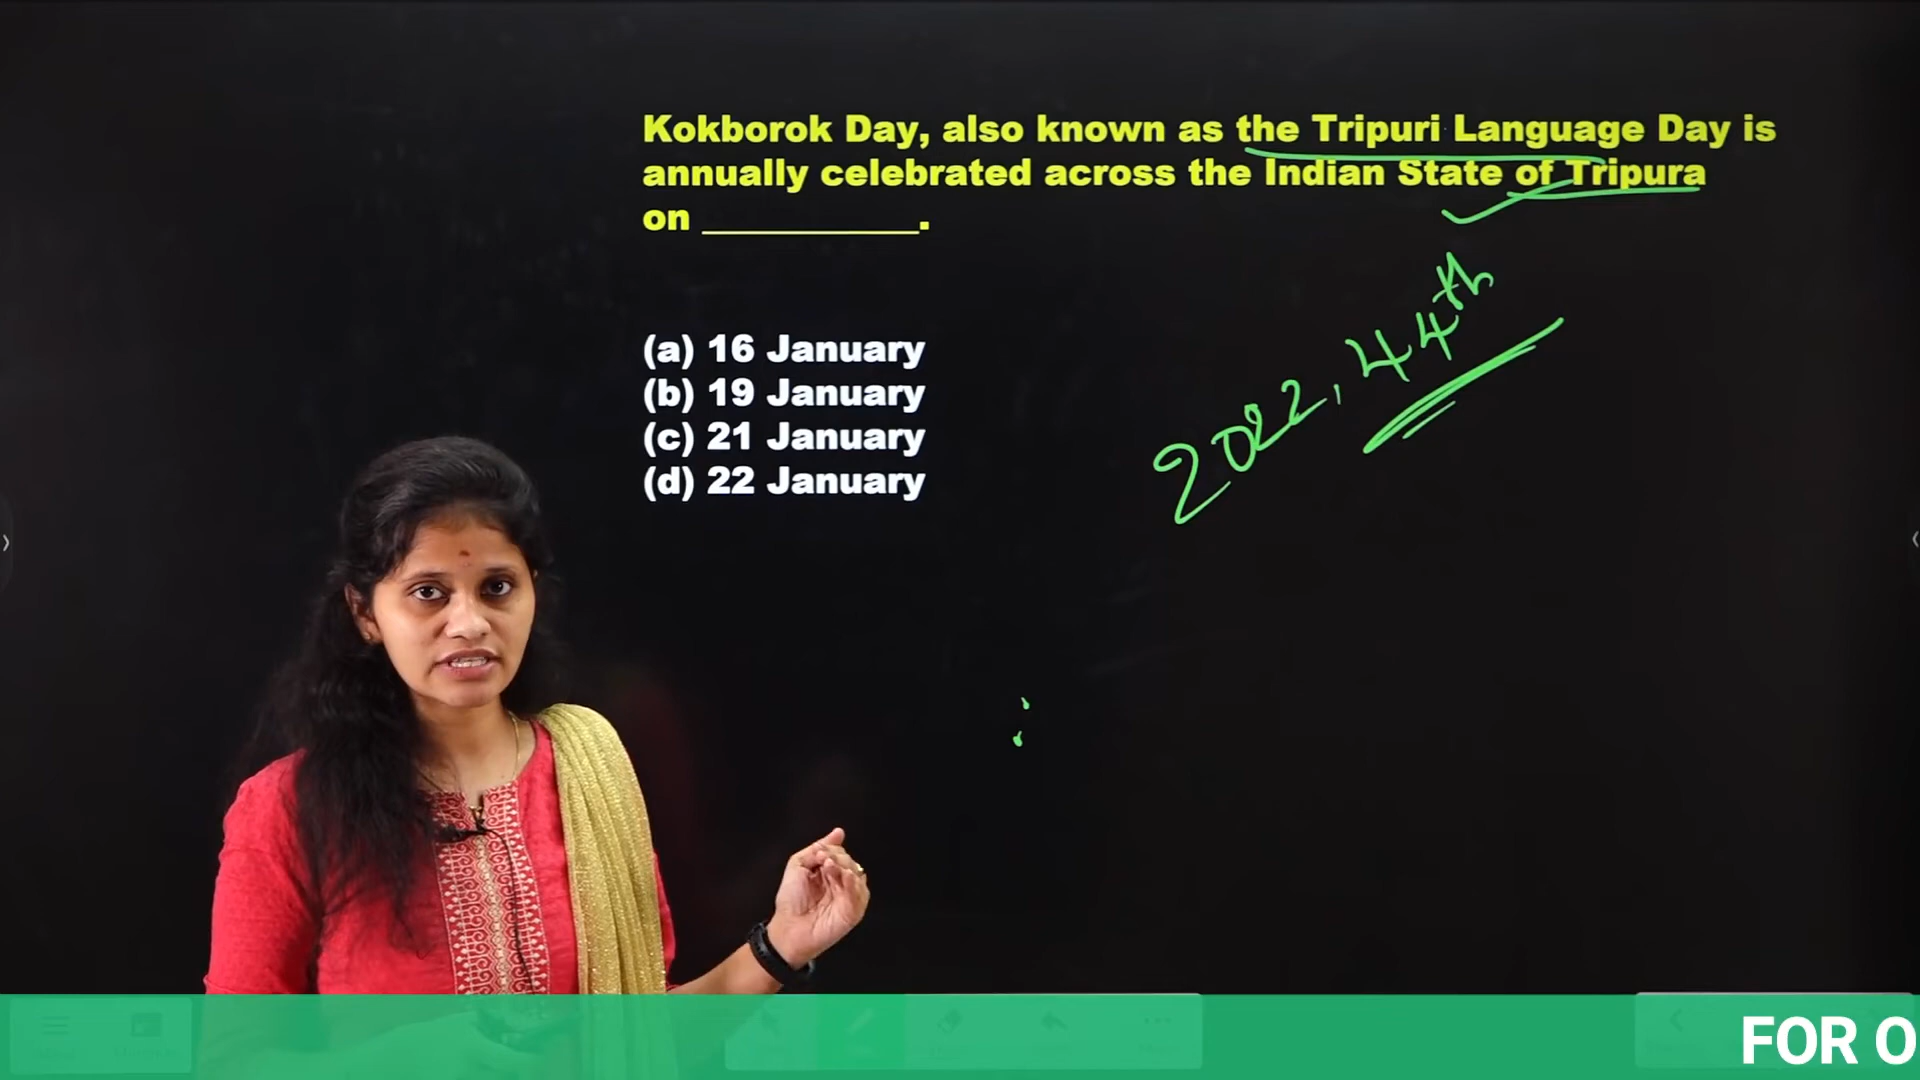 Kokborok Day, also known as the Tripuri Language Day is
annually celebrated across the Indian State of Tripura
on ____________.
(a) 16 January
(b) 19 January
(c) 21 January
(d) 22 January
2022, 44th
FOR O